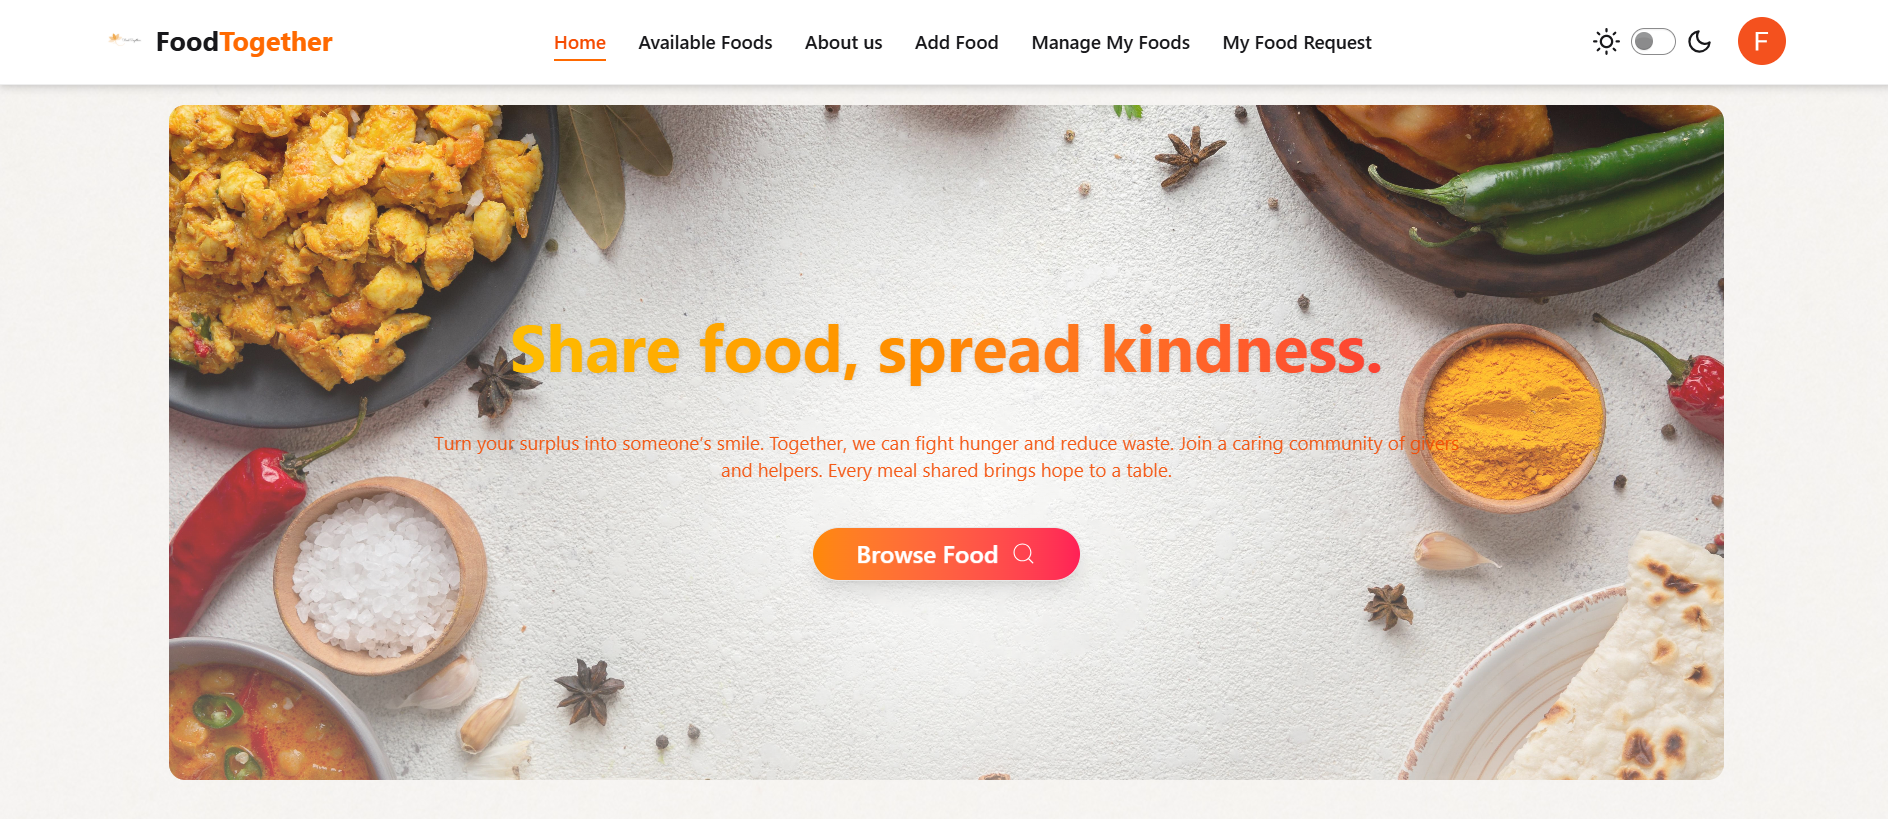 FoodTogether
Home
Available Foods
About us
Add Food
Manage My Foods
My Food Request
F
Share food, spread kindness.
Turn your surplus into someone’s smile. Together, we can fight hunger and reduce waste. Join a caring community of givers
and helpers. Every meal shared brings hope to a table.
Browse Food